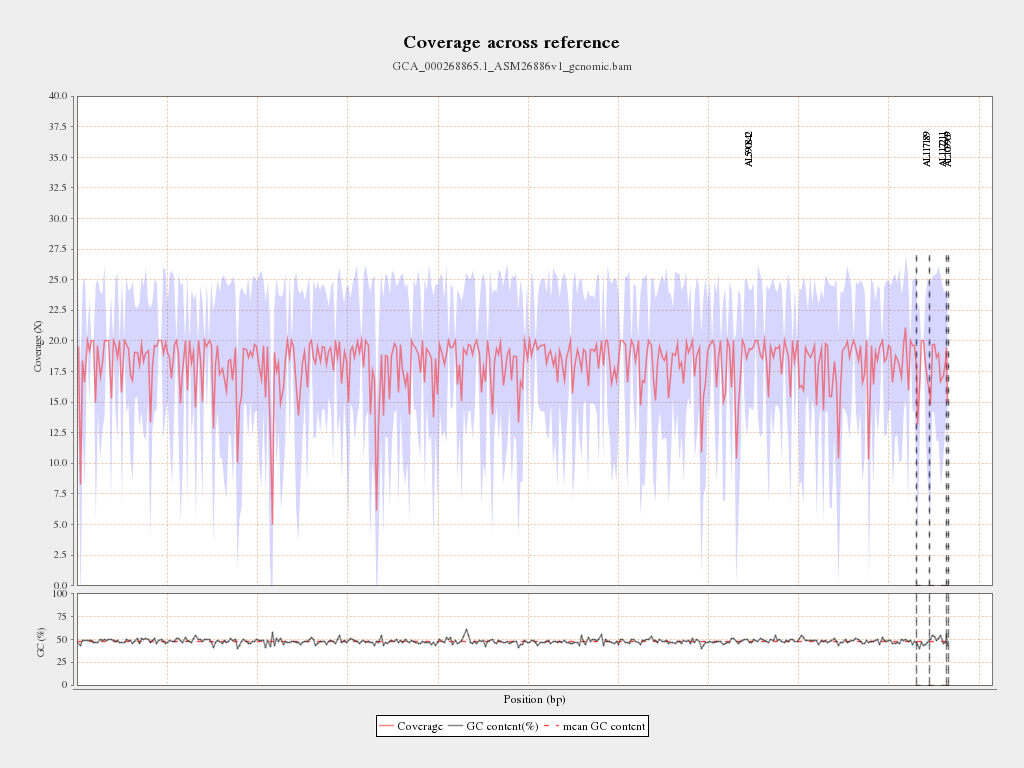 Coverage across reference
GCA_000268865.1_ASM26886v1_genomic.bam
40.0
37.5
35.0
32.5
30.0
27.5
25.0
22.5
20.0
17.5
15.0
12.5
10.0
7.5
5.0
2.5
0.0
Coverage (X)
AL590842
AL117189
AL117211
AL109969
100
75
50
25
0
GC (%)
Position (bp)
Coverage GC content(%) mean GC content